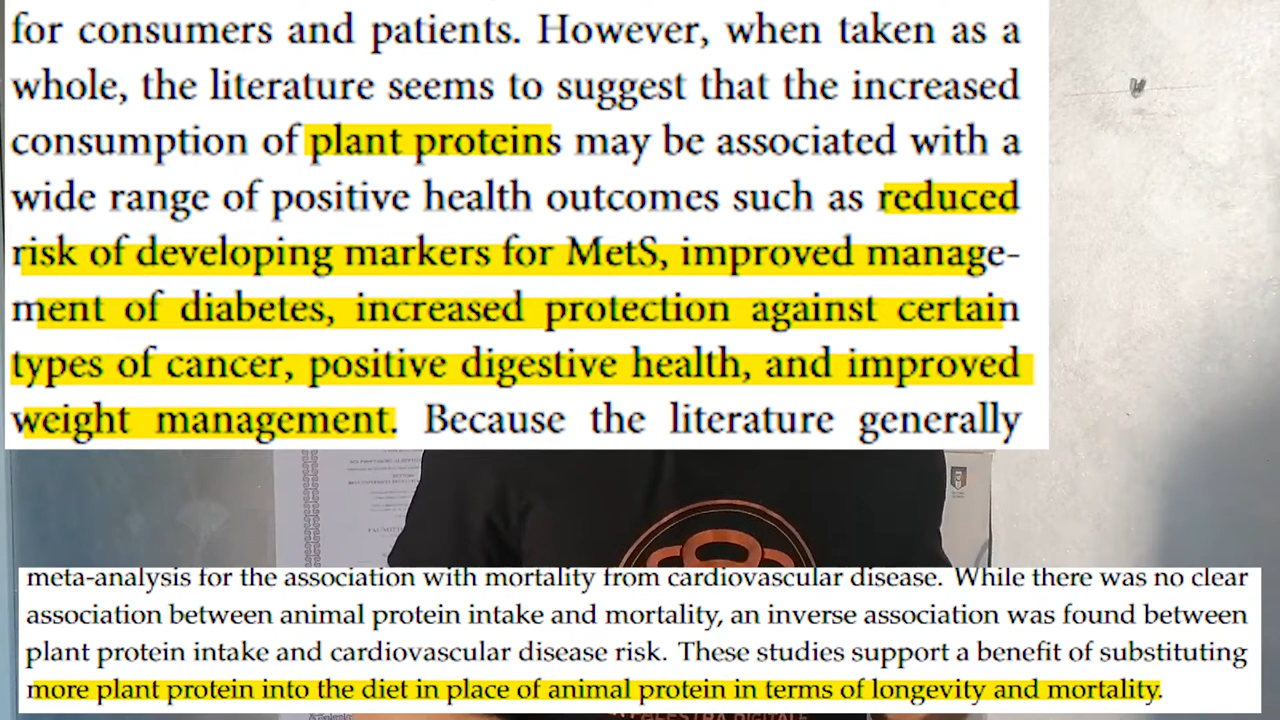 for consumers and patients. However, when taken as a
whole, the literature seems to suggest that the increased
consumption of plant proteins may be associated with a
wide range of positive health outcomes such as reduced
risk of developing markers for MetS, improved manage-
ment of diabetes, increased protection against certain
types of cancer, positive digestive health, and improved
weight management. Because the literature generally
meta-analysis for the association with mortality from cardiovascular disease. While there was no clear
association between animal protein intake and mortality, an inverse association was found between
plant protein intake and cardiovascular disease risk. These studies support a benefit of substituting
more plant protein into the diet in place of animal protein in terms of longevity and mortality.